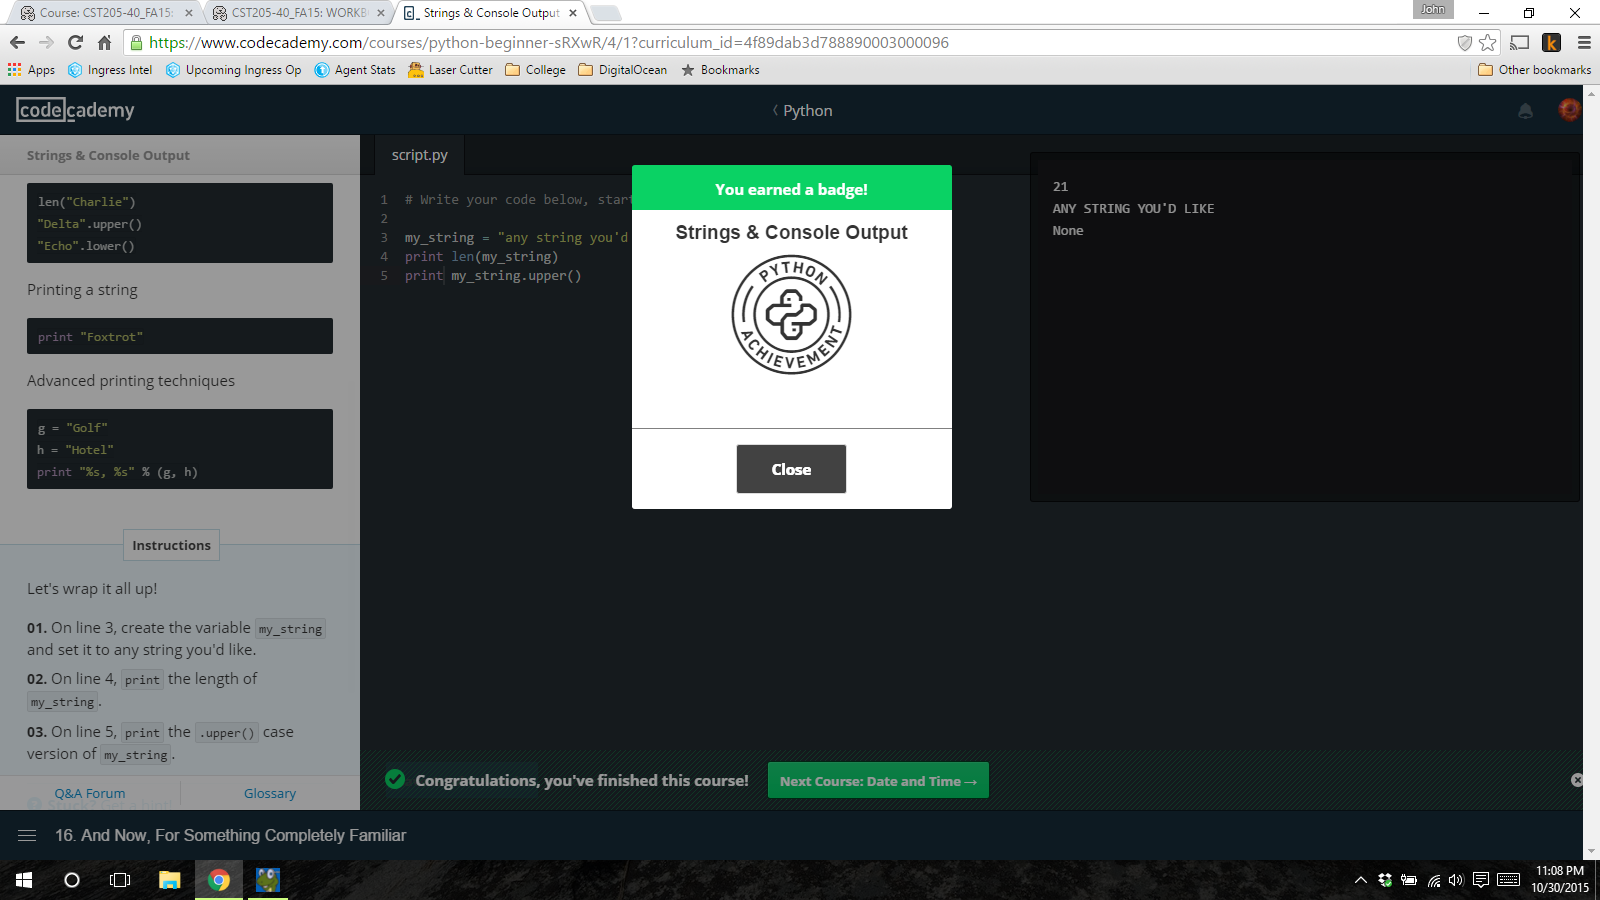 Course: CST205-40_FA15:
CST205-40_FA15: WORKB
Strings & Console Output
John
https://www.codecademy.com/courses/python-beginner-sRXwR/4/1?curriculum_id=4f89dab3d788890003000096
Apps
Ingress Intel
Upcoming Ingress Op
Agent Stats
Laser Cutter
College
DigitalOcean
Bookmarks
Other bookmarks
codecademy
Python
Strings & Console Output
len("Charlie")
"Delta".upper()
"Echo".lower()
Printing a string
print "Foxtrot"
Advanced printing techniques
g = "Golf"
h = "Hotel"
print "%s, %s" % (g, h)
Instructions
Let's wrap it all up!
01. On line 3, create the variable my_string
and set it to any string you'd like.
02. On line 4, print the length of
my_string.
03. On line 5, print the .upper() case
version of my_string.
Stuck? Get a hint!
Q&A Forum
Glossary
script.py
1 # Write your code below, start
2
3 my_string = "any string you'd
4 print len(my_string)
5 print my_string.upper()
You earned a badge!
Strings & Console Output
PYTHON
ACHIEVEMENT
Close
21
ANY STRING YOU'D LIKE
None
Congratulations, you've finished this course!
Next Course: Date and Time→
16. And Now, For Something Completely Familiar
11:08 PM
10/30/2015